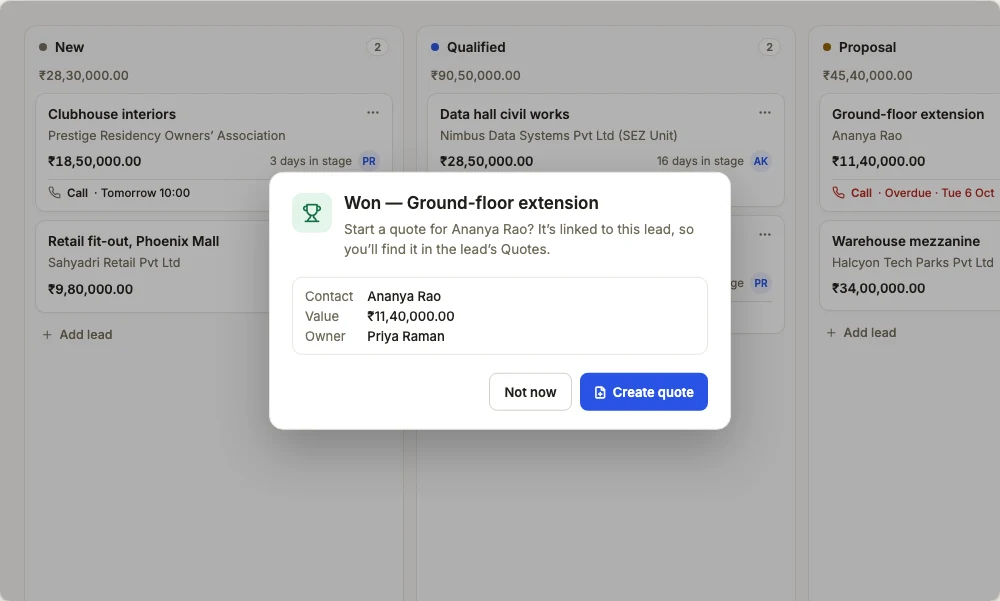 New
2
₹28,30,000.00
Clubhouse interiors
Prestige Residency Owners’ Association
₹18,50,000.00
3 days in stage
PR
Call · Tomorrow 10:00
Retail fit-out, Phoenix Mall
Sahyadri Retail Pvt Ltd
₹9,80,000.00
+ Add lead
Qualified
2
₹90,50,000.00
Data hall civil works
Nimbus Data Systems Pvt Ltd (SEZ Unit)
₹28,50,000.00
16 days in stage
AK
PR
Proposal
₹45,40,000.00
Ground-floor extension
Ananya Rao
₹11,40,000.00
Call · Overdue · Tue 6 Oct
Warehouse mezzanine
Halcyon Tech Parks Pvt Ltd
₹34,00,000.00
+ Add lead
Won — Ground-floor extension
Start a quote for Ananya Rao? It’s linked to this lead, so
you’ll find it in the lead’s Quotes.
Contact Ananya Rao
Value ₹11,40,000.00
Owner Priya Raman
Not now
Create quote